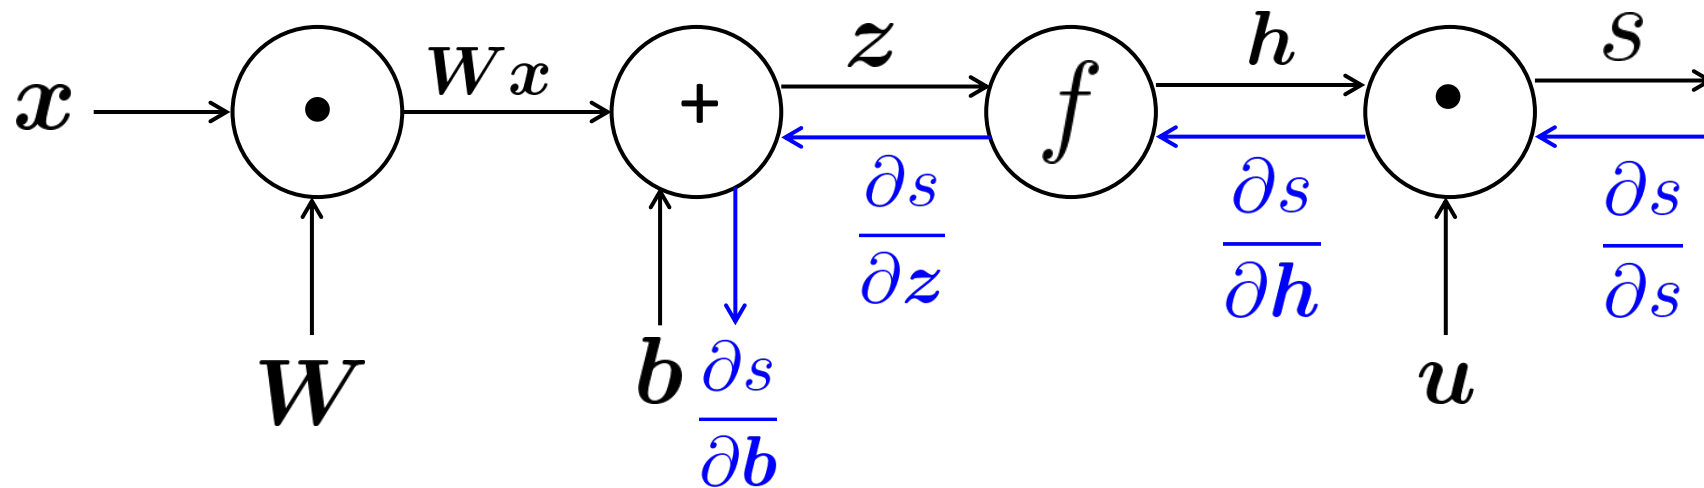 x • Wx + z f h • s
∂s/∂z ∂s/∂h ∂s/∂s
W b ∂s/∂b u